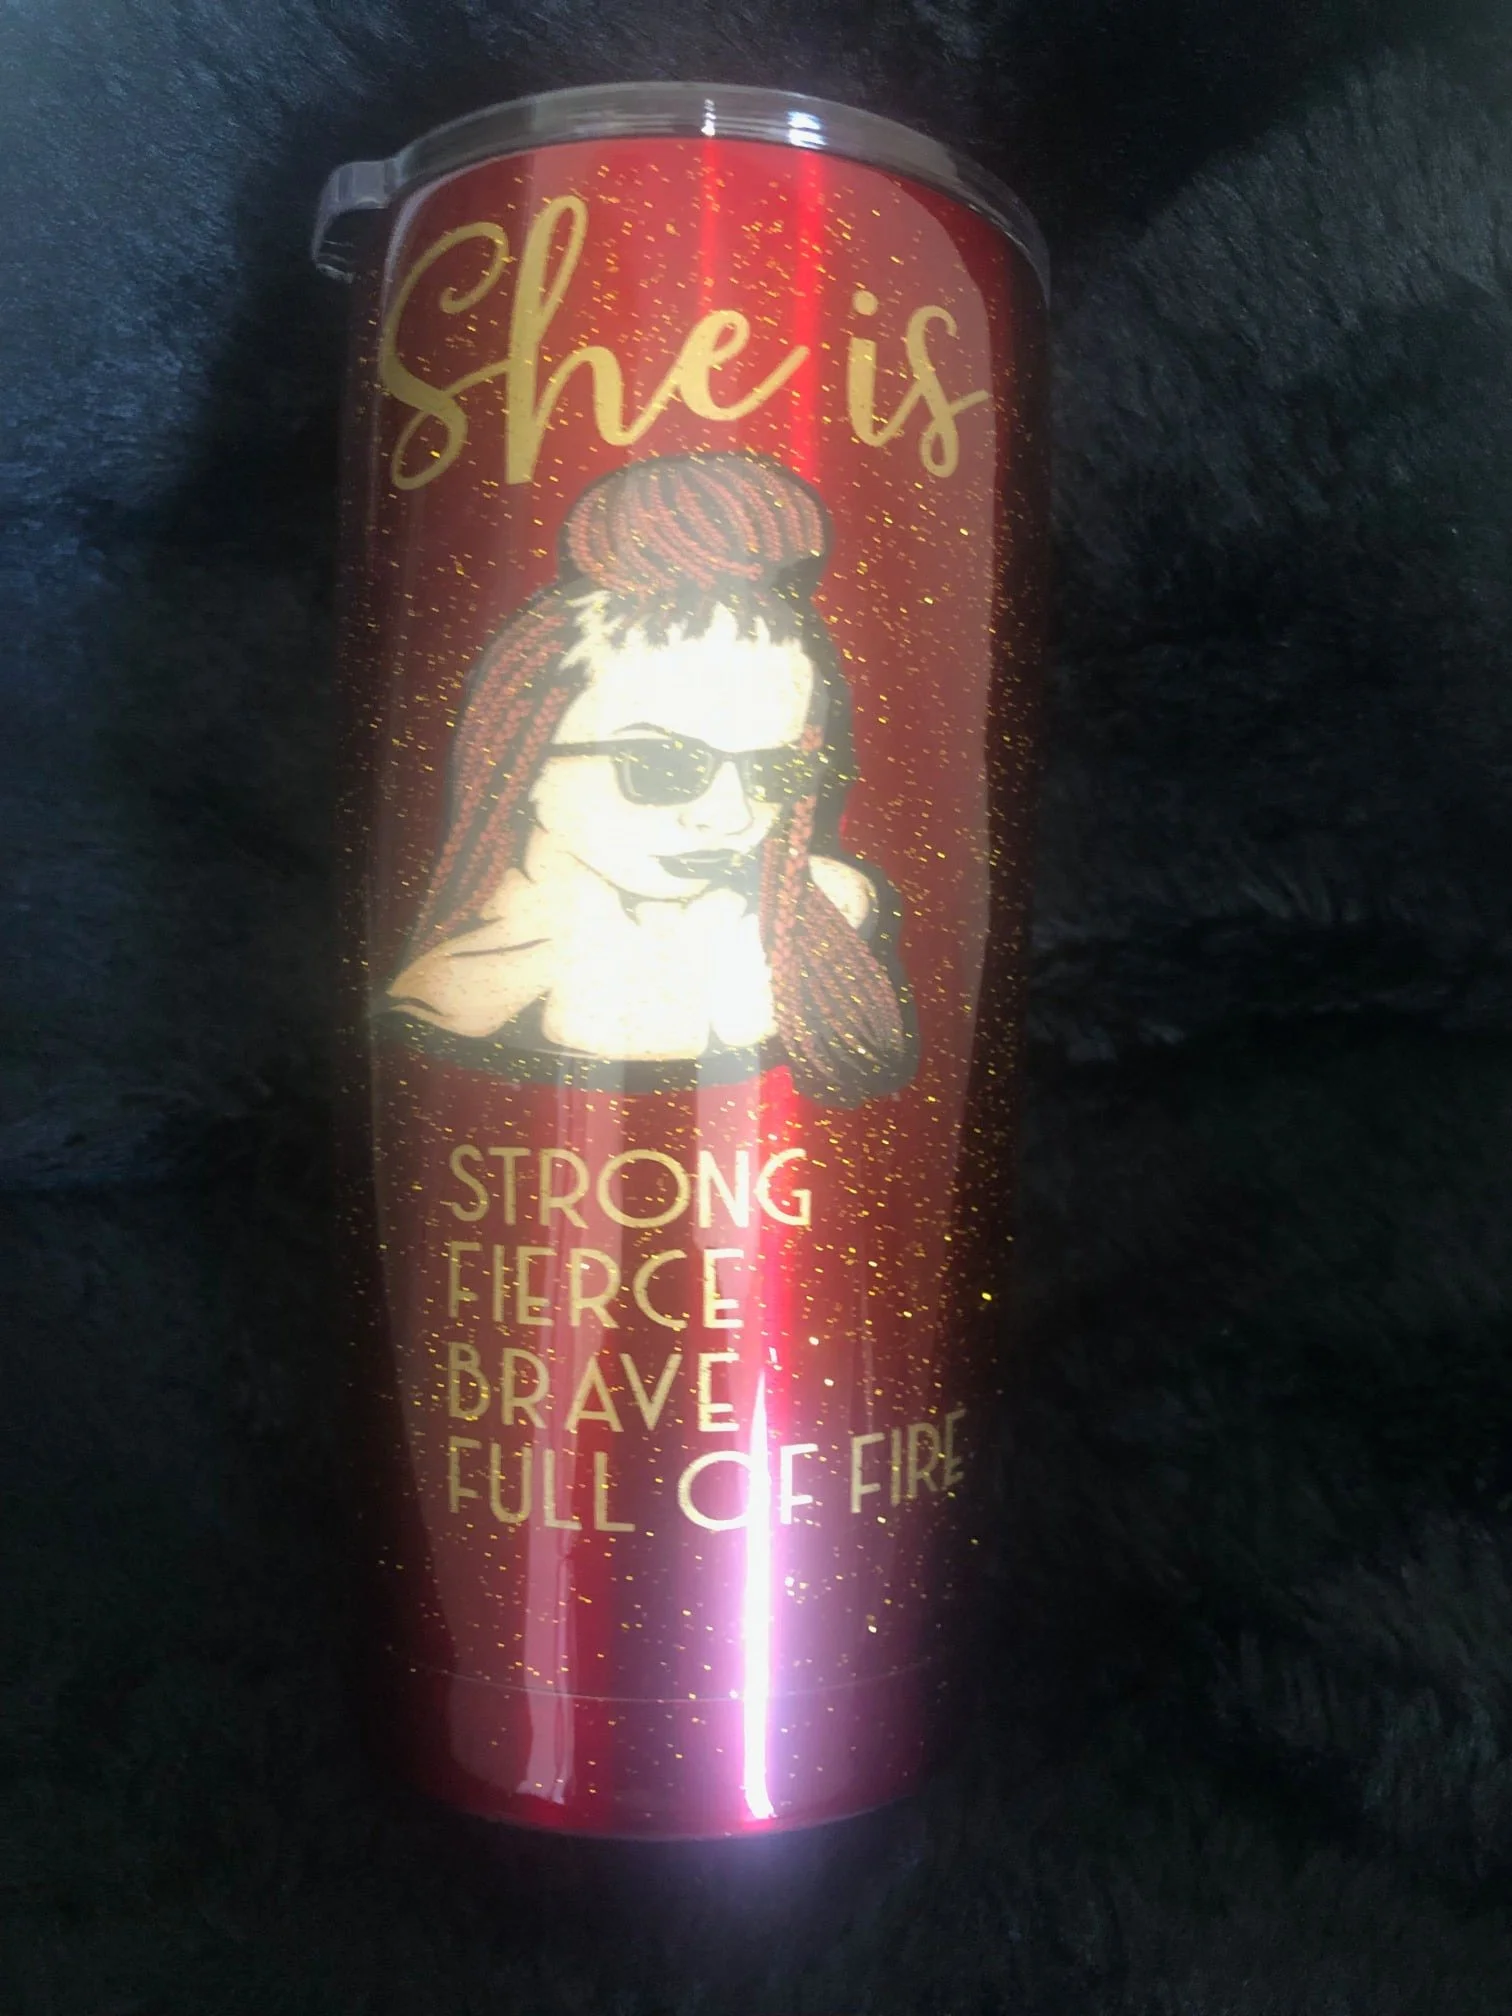 She is
STRONG
FIERCE
BRAVE
FULL OF FIRE